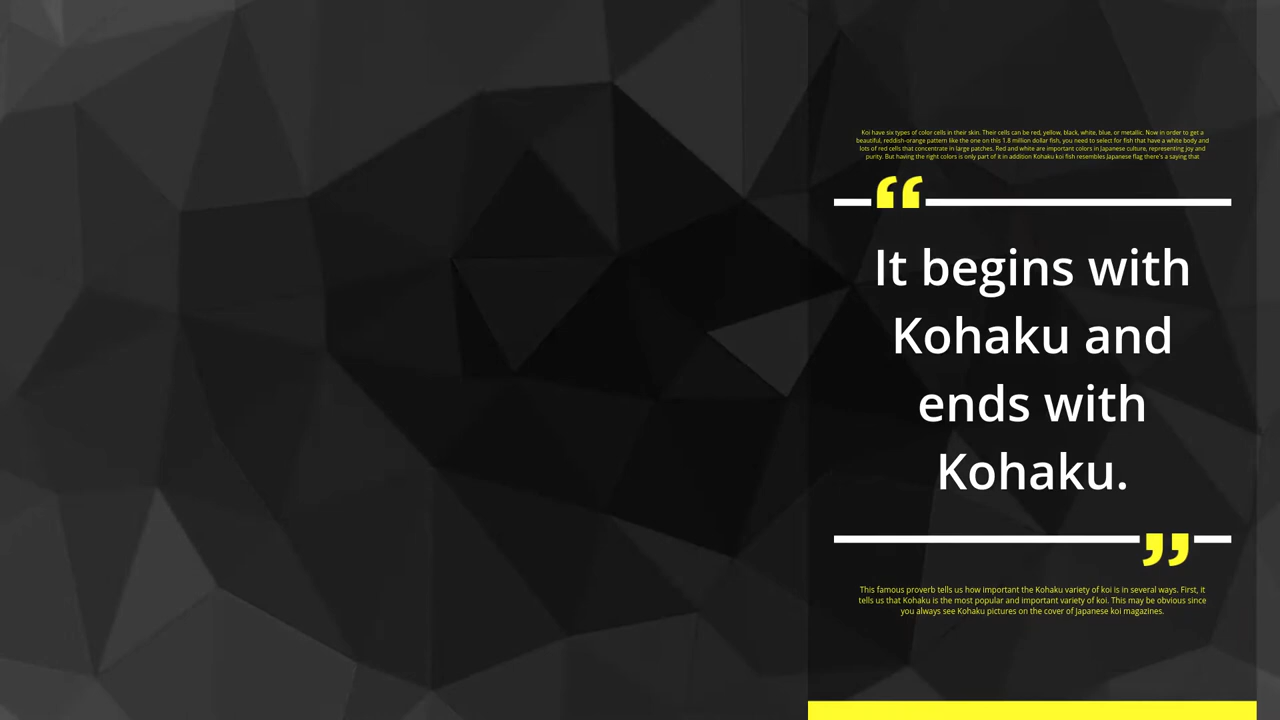 Koi have six types of color cells in their skin. Their cells can be red, yellow, black, white, blue, or metallic. Now in order to get a
beautiful, reddish-orange pattern like the one on this 1.8 million dollar fish, you need to select for fish that have a white body and
lots of red cells that concentrate in large patches. Red and white are important colors in Japanese culture, representing joy and
purity. But having the right colors is only part of it in addition Kohaku koi fish resembles Japanese flag there's a saying that
“
It begins with
Kohaku and
ends with
Kohaku.
”
This famous proverb tells us how important the Kohaku variety of koi is in several ways. First, it
tells us that Kohaku is the most popular and important variety of koi. This may be obvious since
you always see Kohaku pictures on the cover of Japanese koi magazines.